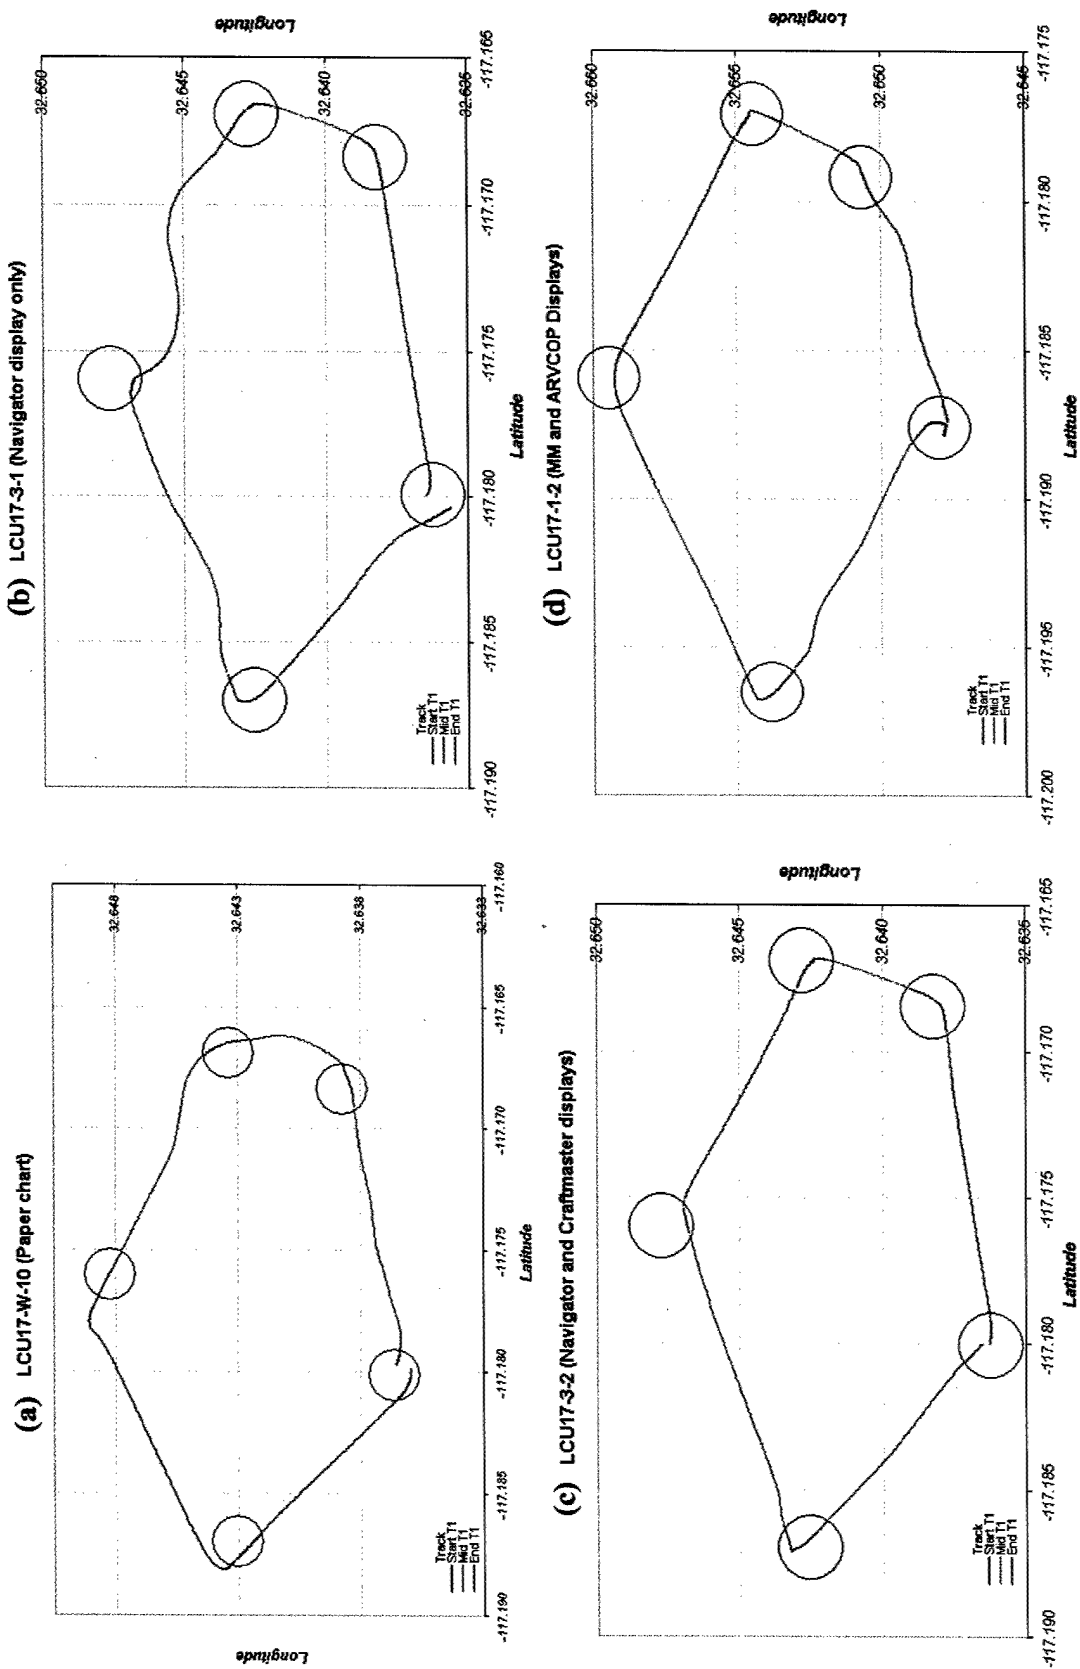 (a) LCU17-W-10 (Paper chart)
Longitude
32.648
32.643
32.638
32.633
-117.190
-117.185
-117.180
-117.175
-117.170
-117.165
-117.160
Latitude
Track
Start T1
Mid T1
End T1
(b) LCU17-3-1 (Navigator display only)
32.650
32.645
32.640
32.635
Longitude
-117.190
-117.185
-117.180
-117.175
-117.170
-117.165
Latitude
Track
Start T1
Mid T1
End T1
(c) LCU17-3-2 (Navigator and Craftmaster displays)
32.650
32.645
32.640
32.635
Longitude
-117.190
-117.185
-117.180
-117.175
-117.170
-117.165
Latitude
Track
Start T1
Mid T1
End T1
(d) LCU17-1-2 (MM and ARVCOP Displays)
32.660
32.655
32.650
32.645
Longitude
-117.200
-117.195
-117.190
-117.185
-117.180
-117.175
Latitude
Track
Start T1
Mid T1
End T1